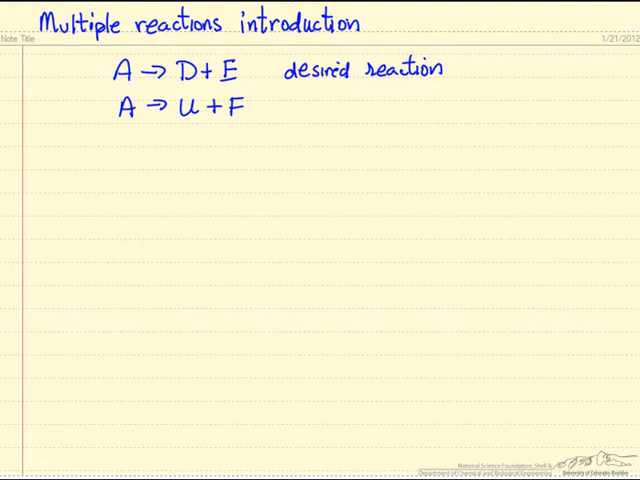 Multiple reactions introduction
Note Title
1/21/2012
A → D + E desired reaction
A → U + F
National Science Foundation, Shell &
Department of Chemical and Biological Engineering
University of Colorado Boulder